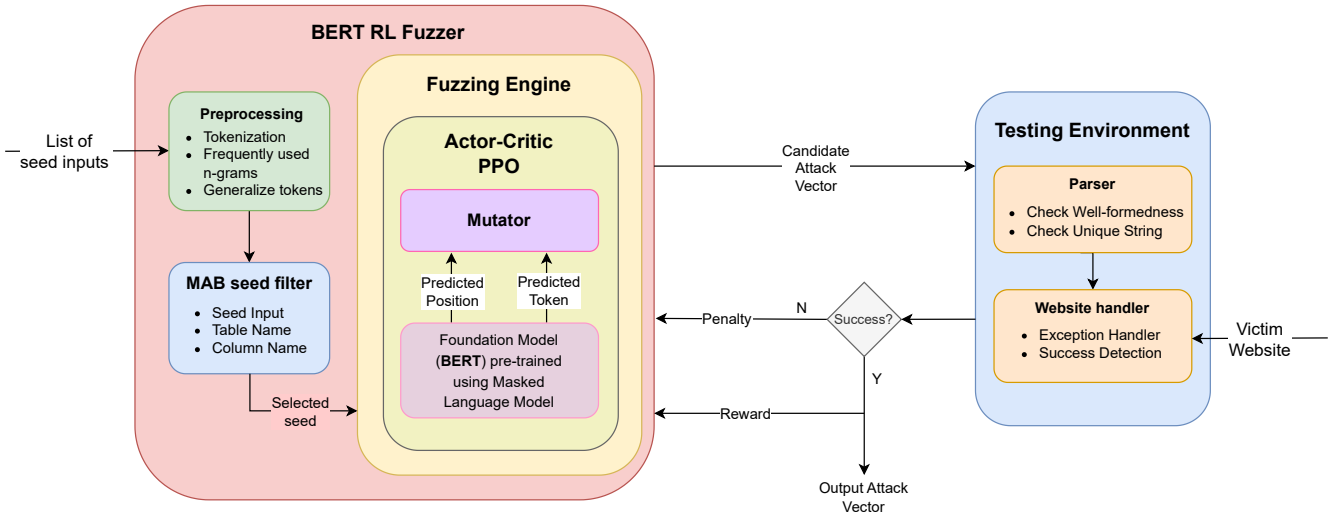 BERT RL Fuzzer
List of
seed inputs
Preprocessing
• Tokenization
• Frequently used
n-grams
• Generalize tokens
MAB seed filter
• Seed Input
• Table Name
• Column Name
Selected
seed
Fuzzing Engine
Actor-Critic
PPO
Mutator
Predicted
Position
Predicted
Token
Foundation Model
(BERT) pre-trained
using Masked
Language Model
Candidate
Attack
Vector
Testing Environment
Parser
• Check Well-formedness
• Check Unique String
Website handler
• Exception Handler
• Success Detection
Victim
Website
Success?
N
Penalty
Y
Reward
Output Attack
Vector